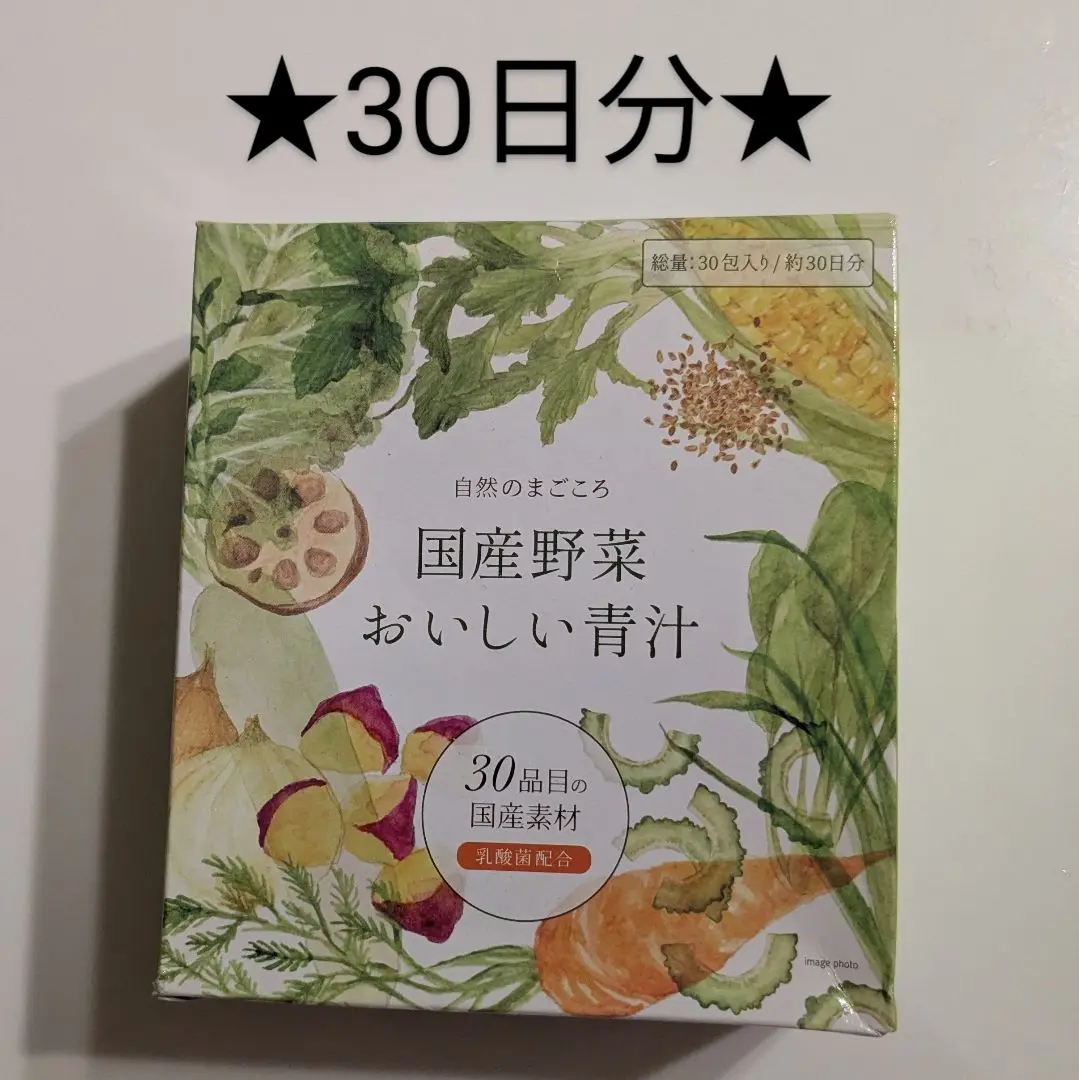 ★30日分★
総量:30包入り/約30日分
自然のまごころ
国産野菜
おいしい青汁
30品目の
国産素材
乳酸菌配合
image photo